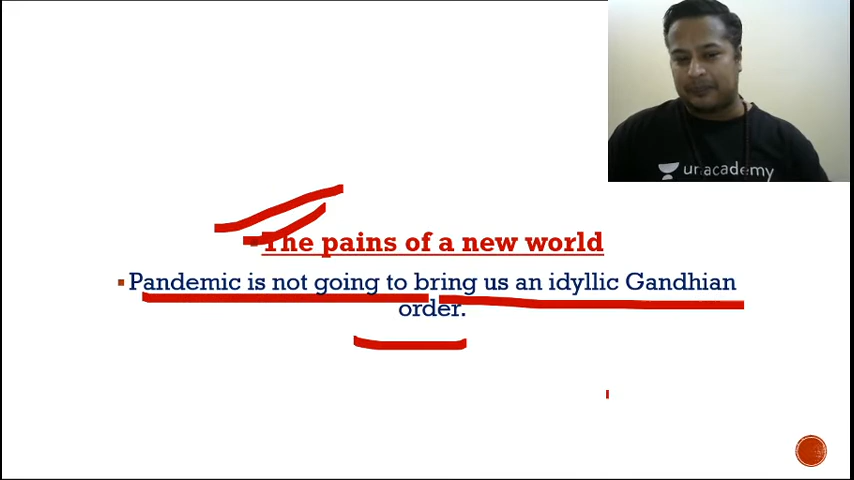 unacademy
The pains of a new world
Pandemic is not going to bring us an idyllic Gandhian
order.